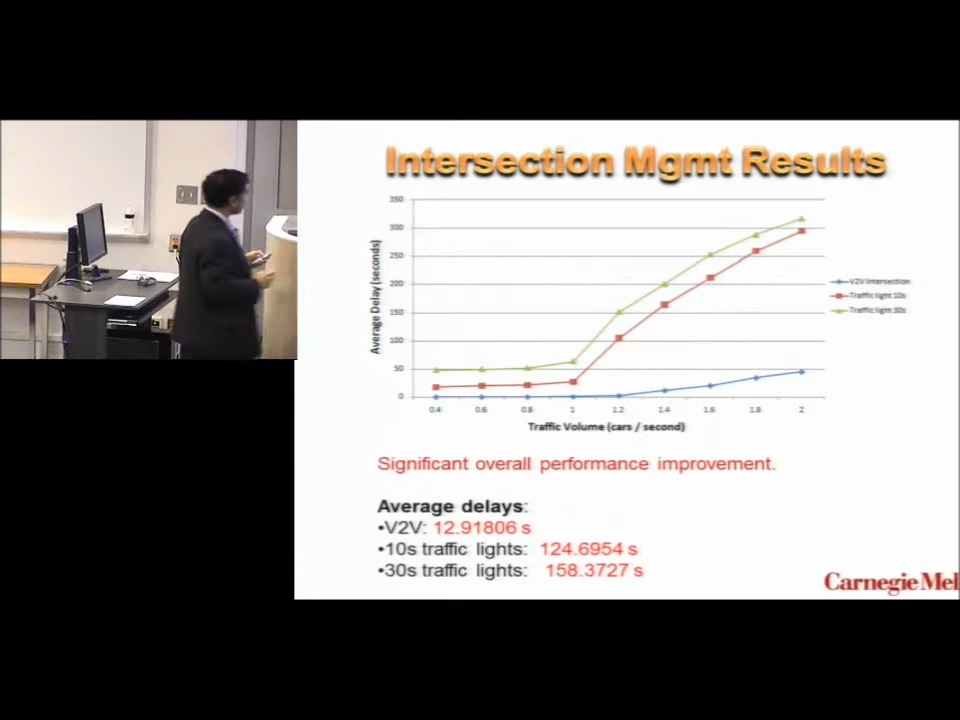 Intersection Mgmt Results
350
300
250
200
150
100
50
0
Average Delay (seconds)
0.4 0.6 0.8 1 1.2 1.4 1.6 1.8 2
Traffic Volume (cars / second)
V2V Intersection
Traffic light 10s
Traffic light 30s
Significant overall performance improvement.
Average delays:
•V2V: 12.91806 s
•10s traffic lights: 124.6954 s
•30s traffic lights: 158.3727 s
Carnegie Mel